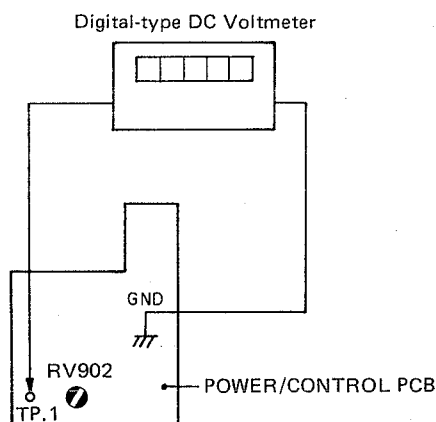 Digital-type DC Voltmeter
GND
RV902
POWER/CONTROL PCB
TP.1